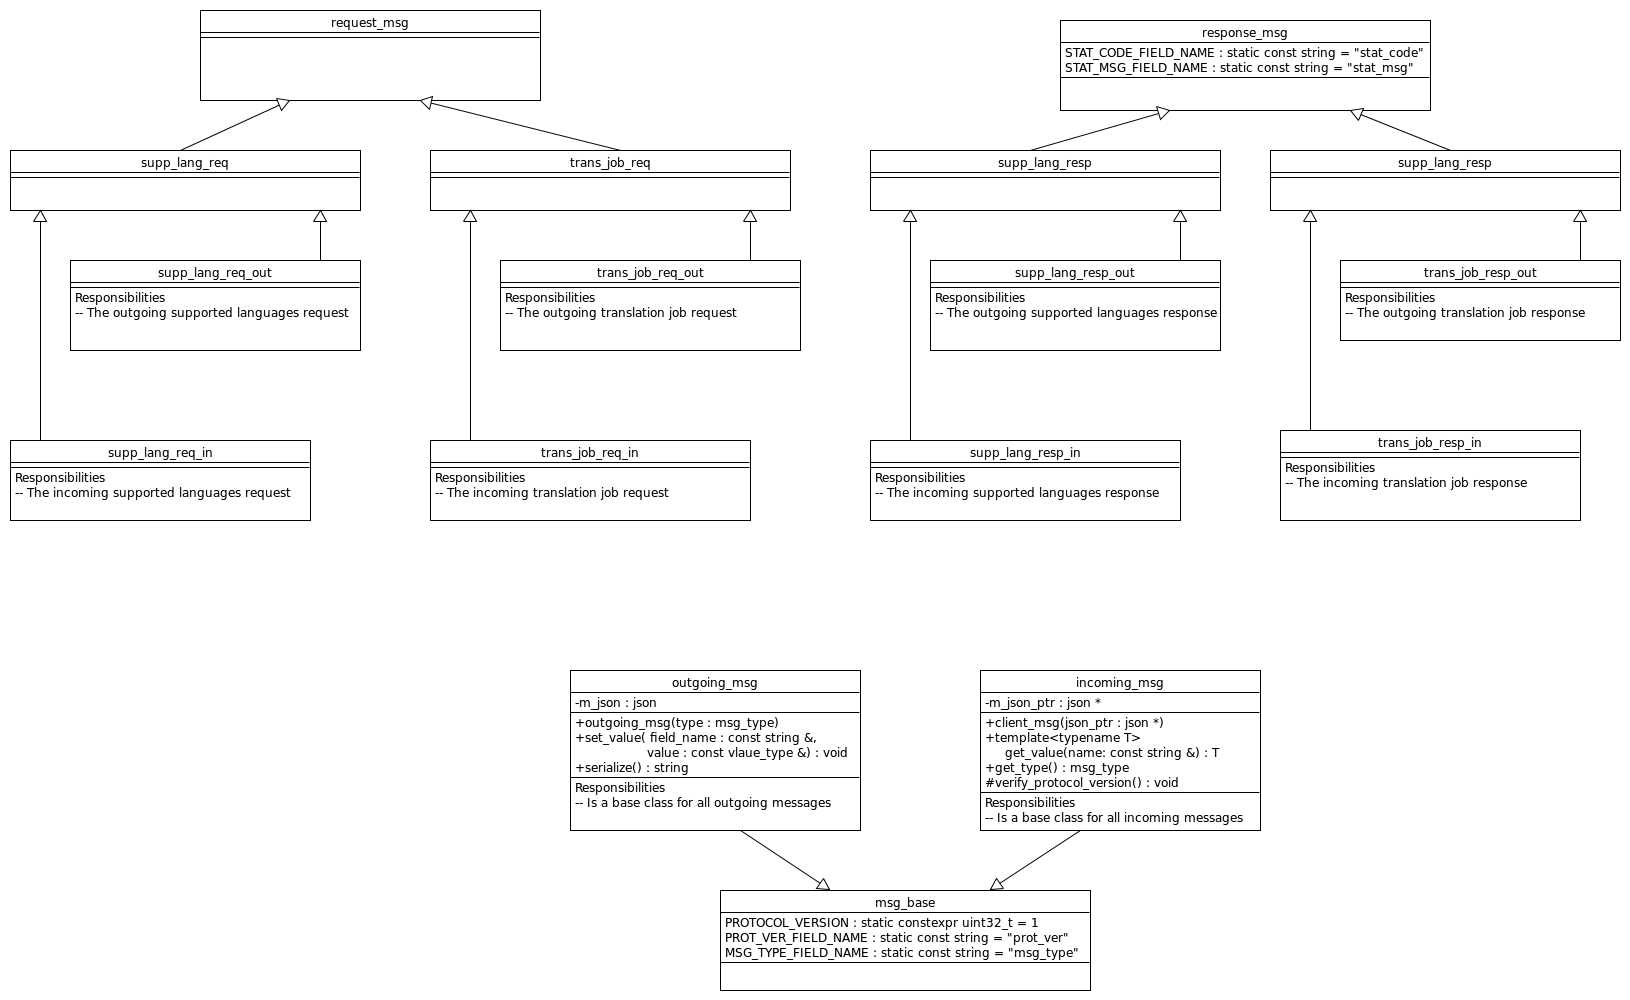 request_msg
response_msg
STAT_CODE_FIELD_NAME : static const string = "stat_code"
STAT_MSG_FIELD_NAME : static const string = "stat_msg"
supp_lang_req
trans_job_req
supp_lang_resp
supp_lang_resp
supp_lang_req_out
Responsibilities
-- The outgoing supported languages request
trans_job_req_out
Responsibilities
-- The outgoing translation job request
supp_lang_resp_out
Responsibilities
-- The outgoing supported languages response
trans_job_resp_out
Responsibilities
-- The outgoing translation job response
supp_lang_req_in
Responsibilities
-- The incoming supported languages request
trans_job_req_in
Responsibilities
-- The incoming translation job request
supp_lang_resp_in
Responsibilities
-- The incoming supported languages response
trans_job_resp_in
Responsibilities
-- The incoming translation job response
outgoing_msg
-m_json : json
+outgoing_msg(type : msg_type)
+set_value( field_name : const string &,
value : const vlaue_type &) : void
+serialize() : string
Responsibilities
-- Is a base class for all outgoing messages
incoming_msg
-m_json_ptr : json *
+client_msg(json_ptr : json *)
+template<typename T>
get_value(name: const string &) : T
+get_type() : msg_type
#verify_protocol_version() : void
Responsibilities
-- Is a base class for all incoming messages
msg_base
PROTOCOL_VERSION : static constexpr uint32_t = 1
PROT_VER_FIELD_NAME : static const string = "prot_ver"
MSG_TYPE_FIELD_NAME : static const string = "msg_type"